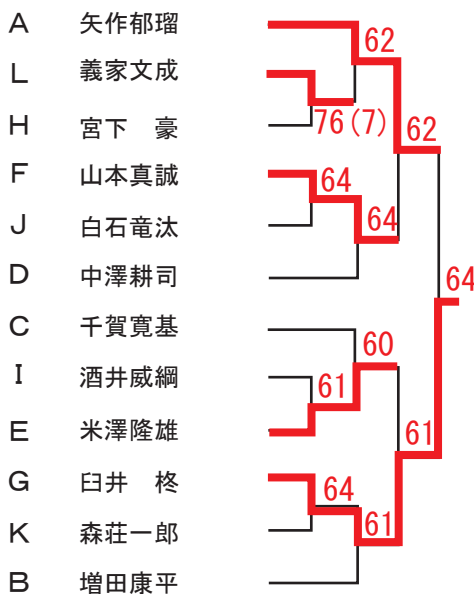 A 矢作郁瑠
62
L 義家文成
76(7)
H 宮下 豪
62
F 山本真誠
64
J 白石竜汰
64
D 中澤耕司
64
C 千賀寛基
60
I 酒井威綱
61
E 米澤隆雄
61
G 臼井 柊
64
K 森荘一郎
61
B 増田康平